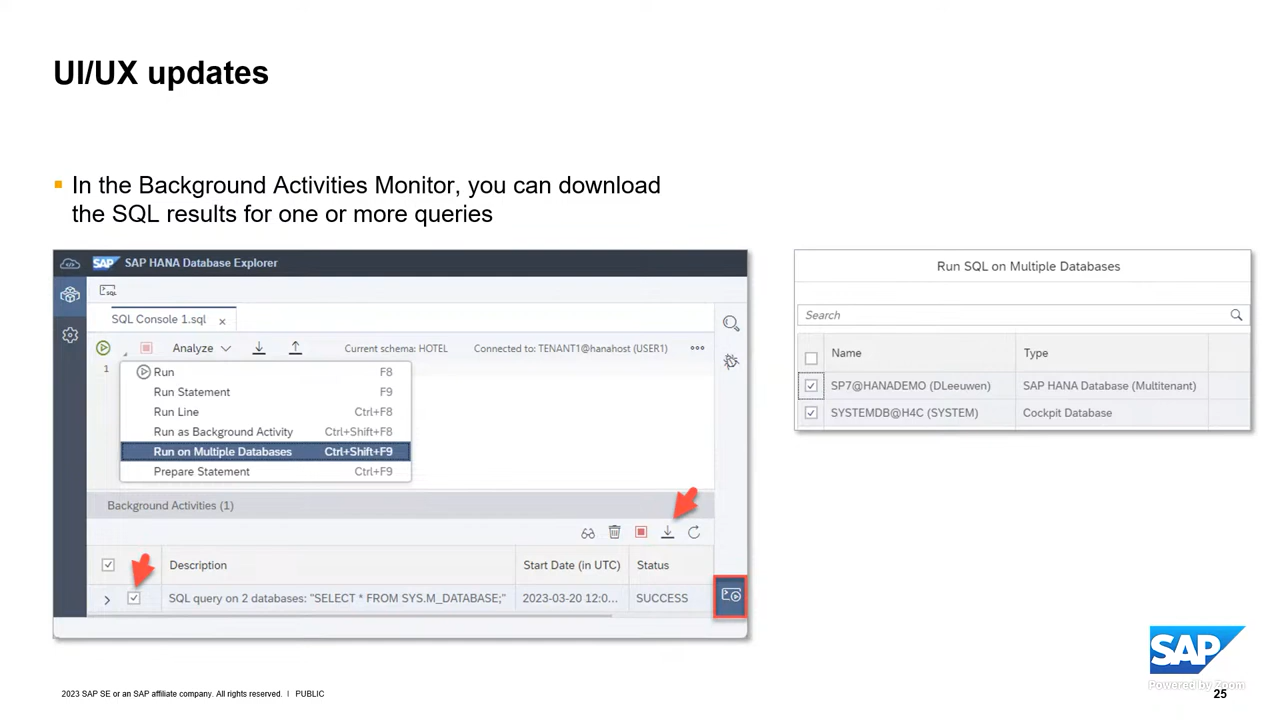 UI/UX updates
In the Background Activities Monitor, you can download
the SQL results for one or more queries
SAP SAP HANA Database Explorer
SQL
SQL Console 1.sql x
Analyze Current schema: HOTEL Connected to: TENANT1@hanahost (USER1) •••
1
Run F8
Run Statement F9
Run Line Ctrl+F8
Run as Background Activity Ctrl+Shift+F8
Run on Multiple Databases Ctrl+Shift+F9
Prepare Statement Ctrl+F9
Background Activities (1)
Description Start Date (in UTC) Status
SQL query on 2 databases: "SELECT * FROM SYS.M_DATABASE;" 2023-03-20 12:0... SUCCESS
Run SQL on Multiple Databases
Search
Name Type
SP7@HANADEMO (DLeeuwen) SAP HANA Database (Multitenant)
SYSTEMDB@H4C (SYSTEM) Cockpit Database
SAP
Powered by Zoom
2023 SAP SE or an SAP affiliate company. All rights reserved. I PUBLIC
25